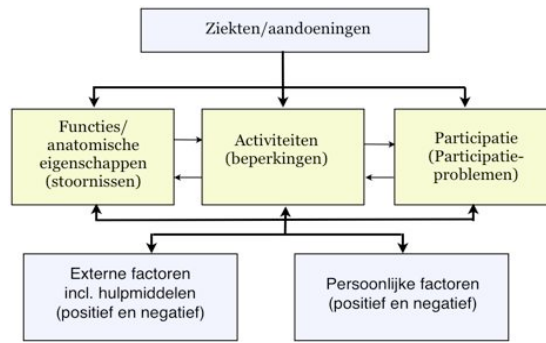 Ziekten/aandoeningen
Functies/
anatomische
eigenschappen
(stoornissen)
Activiteiten
(beperkingen)
Participatie
(Participatie-
problemen)
Externe factoren
incl. hulpmiddelen
(positief en negatief)
Persoonlijke factoren
(positief en negatief)